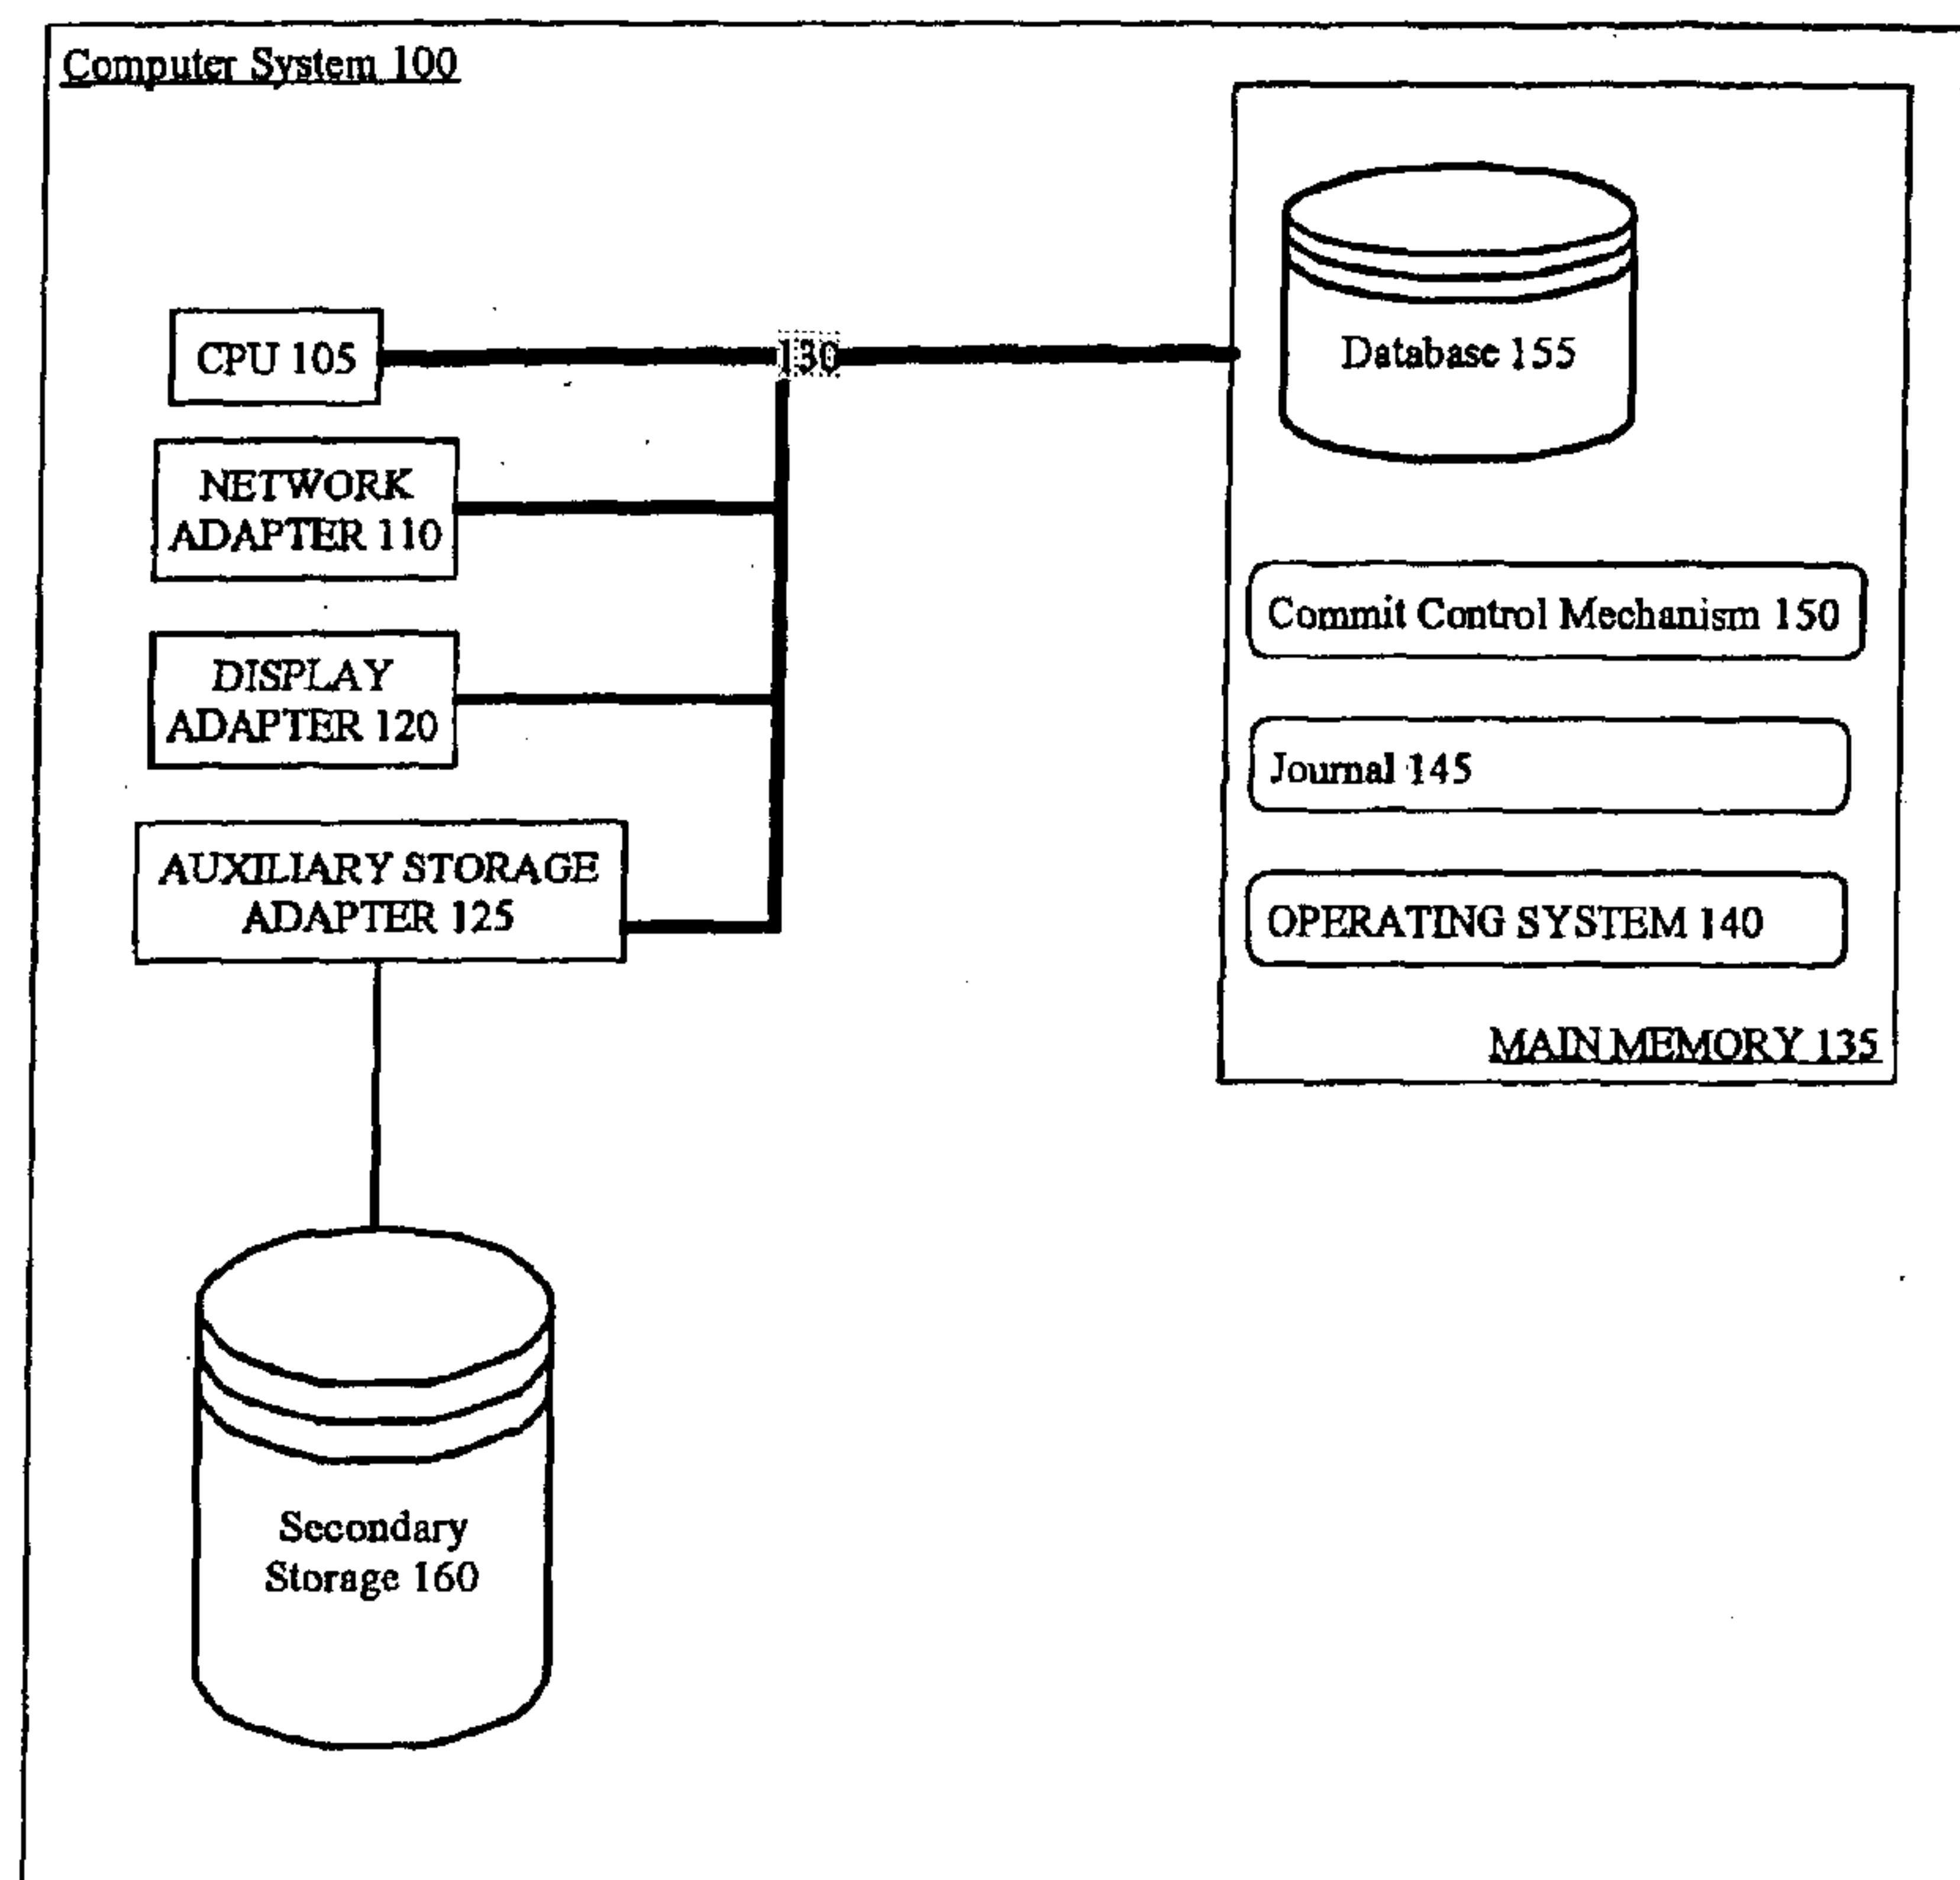 Computer System 100
CPU 105
130
NETWORK
ADAPTER 110
DISPLAY
ADAPTER 120
AUXILIARY STORAGE
ADAPTER 125
Secondary
Storage 160
Database 155
Commit Control Mechanism 150
Journal 145
OPERATING SYSTEM 140
MAIN MEMORY 135